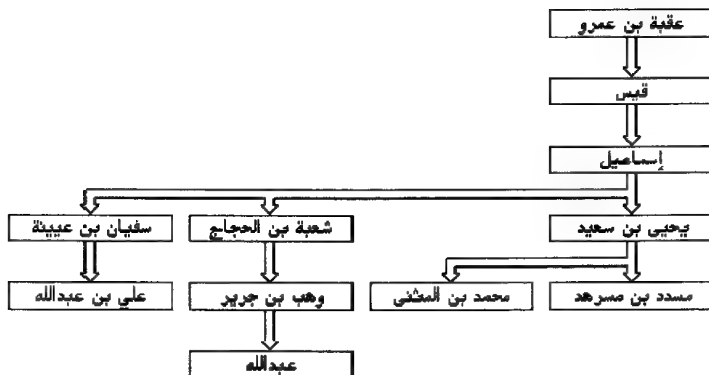 عقبة بن عمرو
قيس
إسماعيل
يحيى بن سعيد
شعبة بن الحجاج
سفيان بن عيينة
مسدد بن مسرهد
محمد بن المثنى
وهب بن جرير
علي بن عبدالله
عبدالله